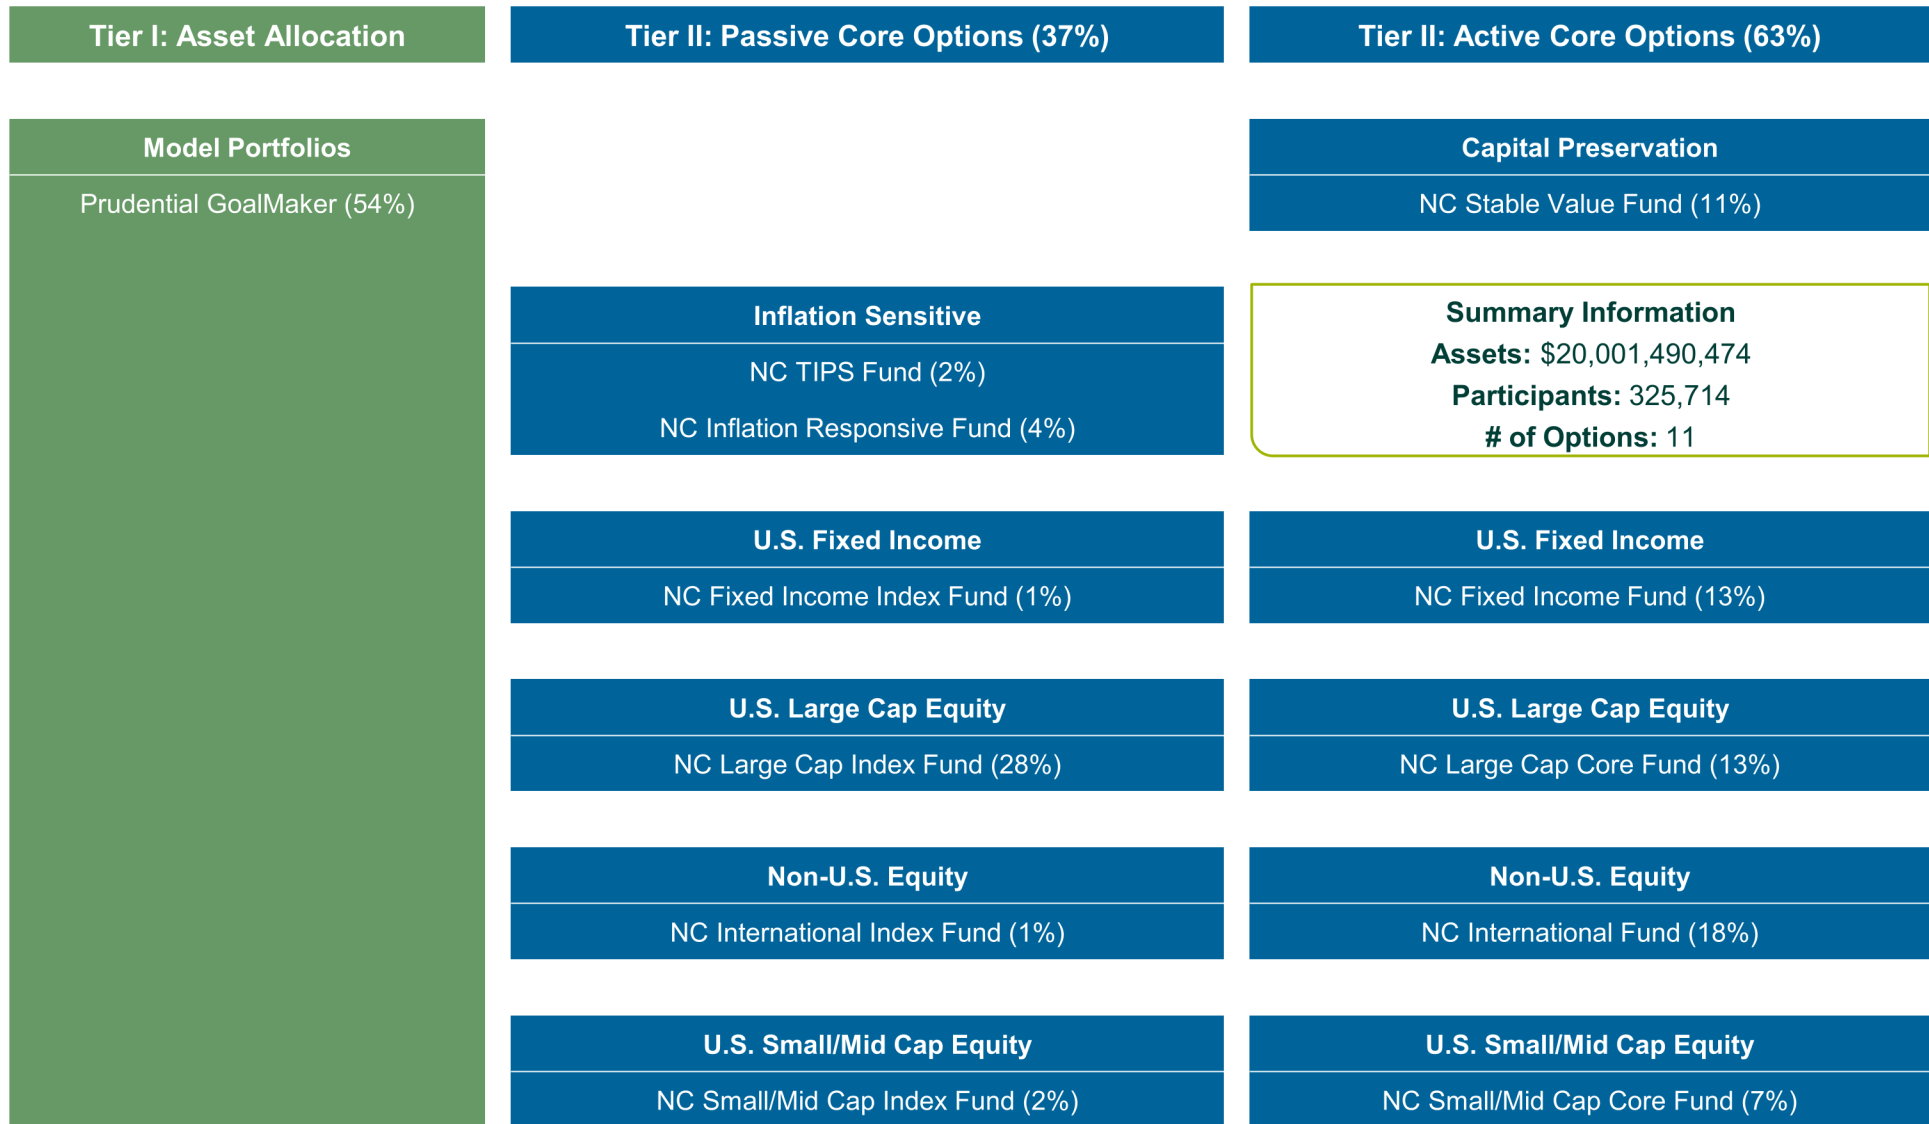 Tier I: Asset Allocation
Tier II: Passive Core Options (37%)
Tier II: Active Core Options (63%)
Model Portfolios
Prudential GoalMaker (54%)
Capital Preservation
NC Stable Value Fund (11%)
Inflation Sensitive
NC TIPS Fund (2%)
NC Inflation Responsive Fund (4%)
Summary Information
Assets: $20,001,490,474
Participants: 325,714
# of Options: 11
U.S. Fixed Income
NC Fixed Income Index Fund (1%)
U.S. Fixed Income
NC Fixed Income Fund (13%)
U.S. Large Cap Equity
NC Large Cap Index Fund (28%)
U.S. Large Cap Equity
NC Large Cap Core Fund (13%)
Non-U.S. Equity
NC International Index Fund (1%)
Non-U.S. Equity
NC International Fund (18%)
U.S. Small/Mid Cap Equity
NC Small/Mid Cap Index Fund (2%)
U.S. Small/Mid Cap Equity
NC Small/Mid Cap Core Fund (7%)